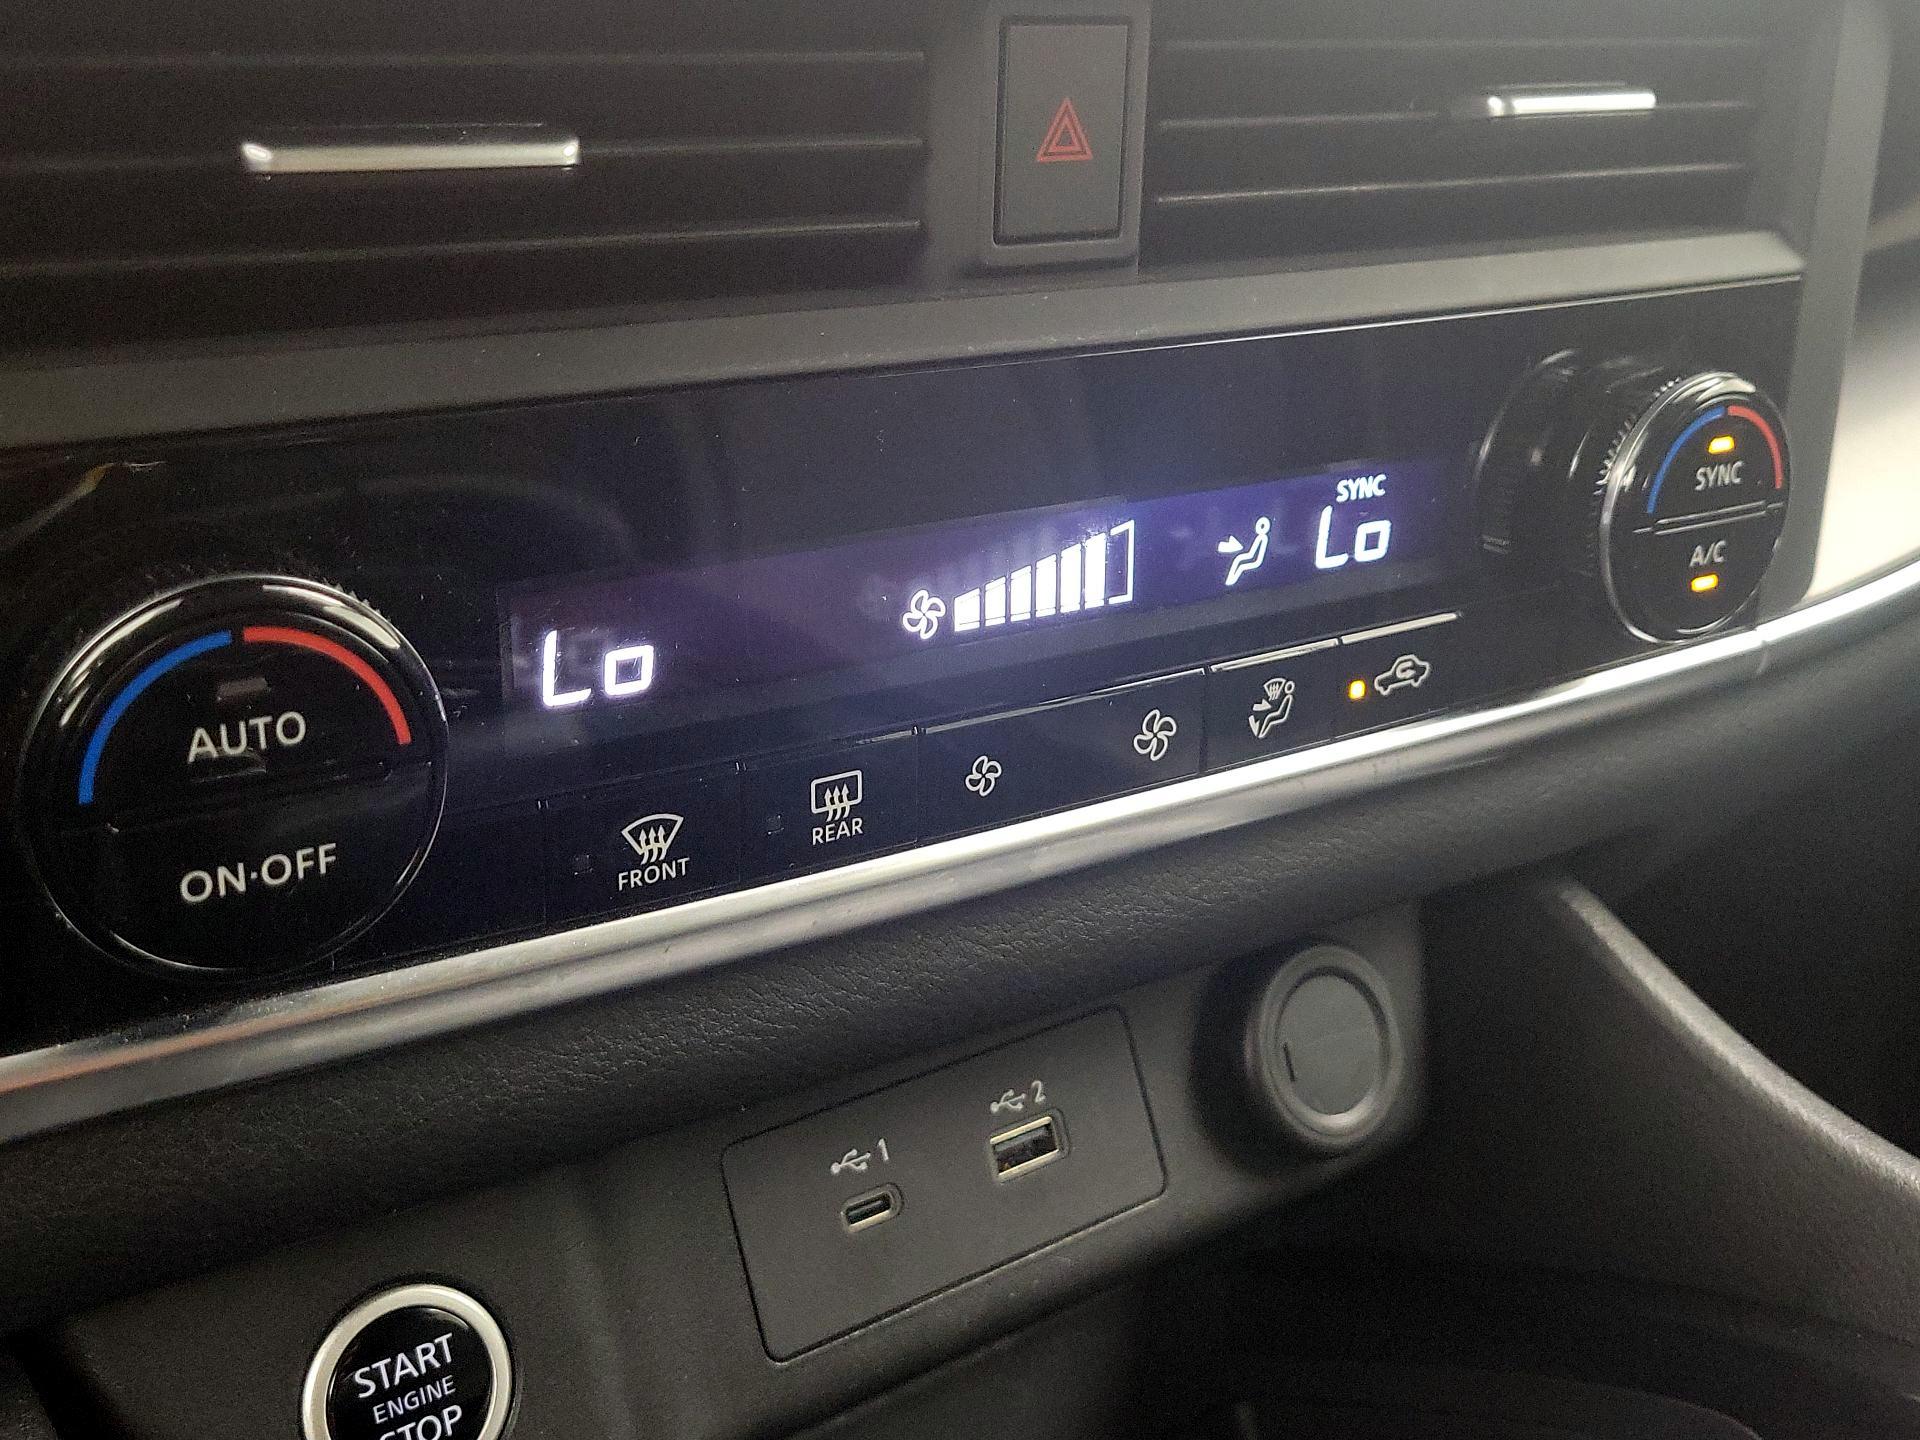 SYNC
Lo
Lo
SYNC
A/C
AUTO
ON·OFF
FRONT
REAR
1
2
START
ENGINE
STOP